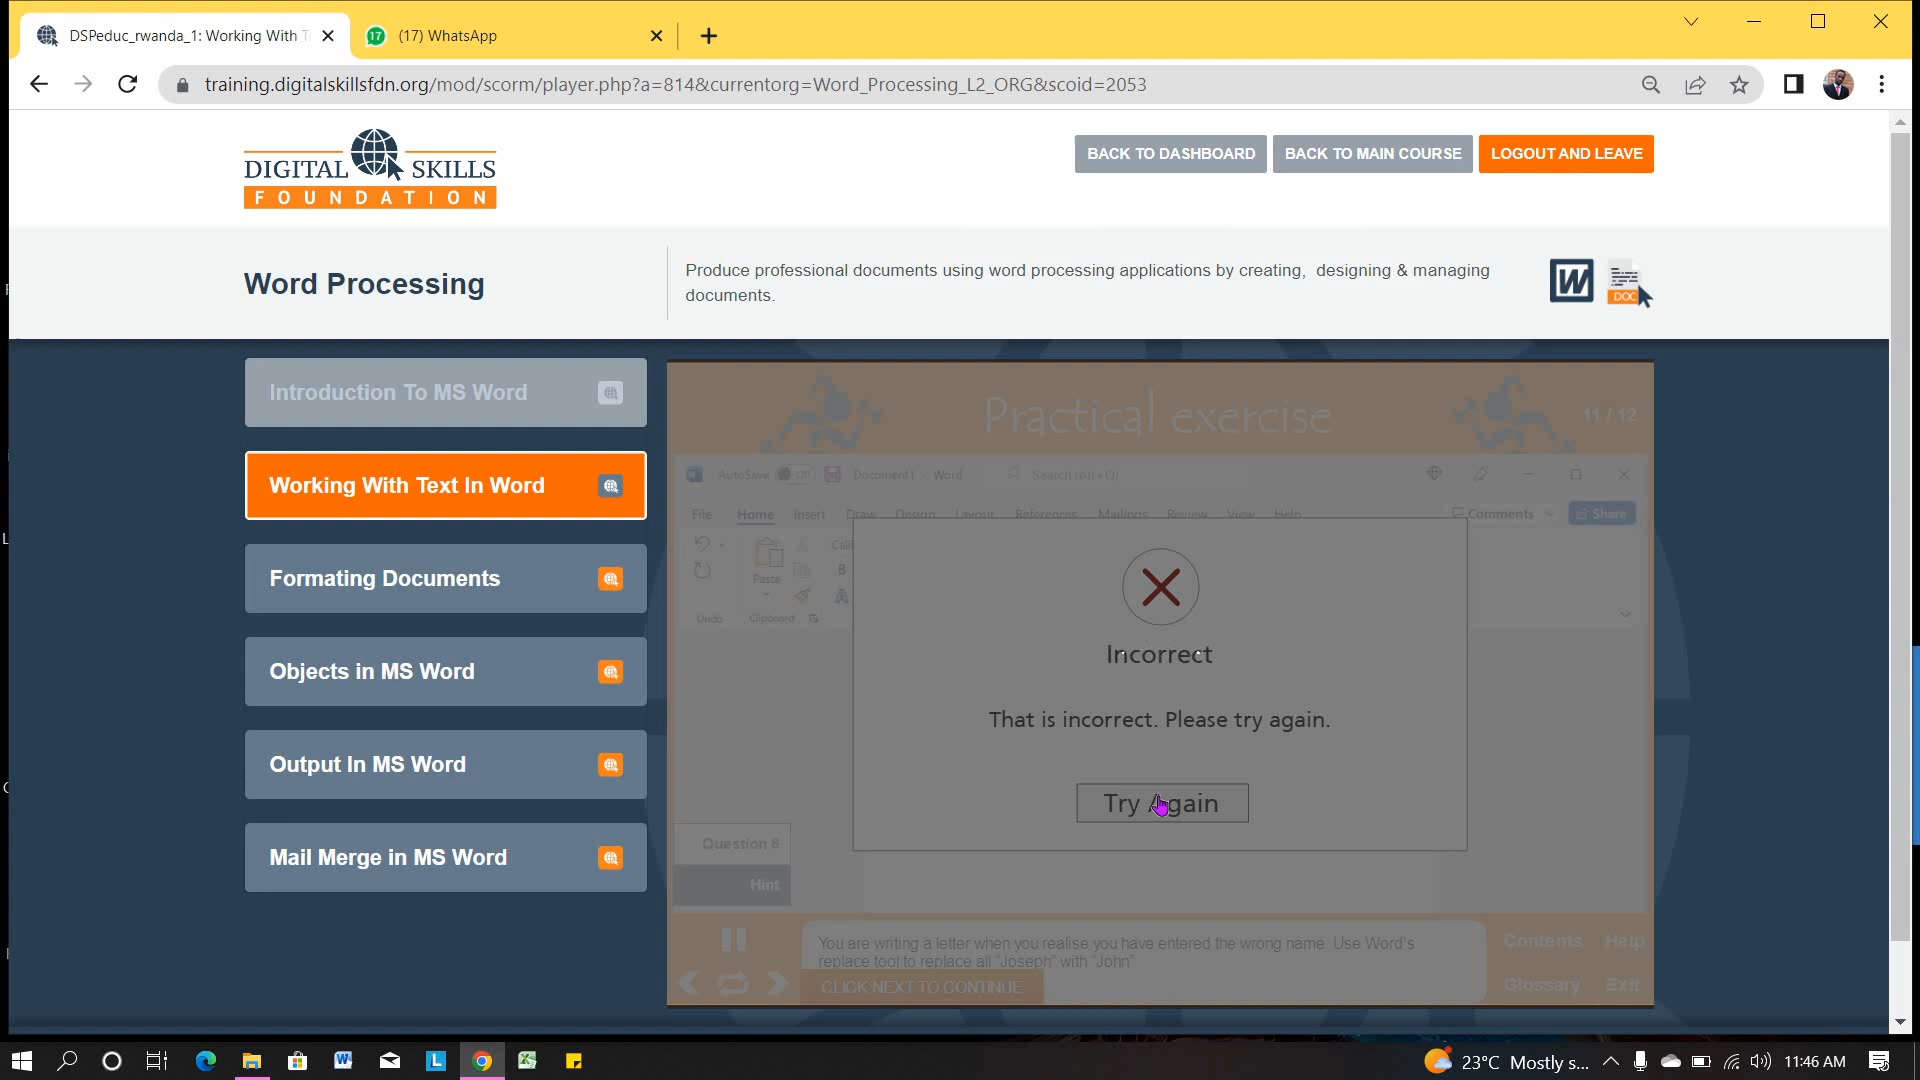 DSPeduc_rwanda_1: Working With T
17
(17) WhatsApp
training.digitalskillsfdn.org/mod/scorm/player.php?a=814&currentorg=Word_Processing_L2_ORG&scoid=2053
DIGITAL SKILLS
FOUNDATION
BACK TO DASHBOARD
BACK TO MAIN COURSE
LOGOUT AND LEAVE
Word Processing
Produce professional documents using word processing applications by creating, designing & managing
documents.
W
DOC
Introduction To MS Word
Working With Text In Word
Formating Documents
Objects in MS Word
Output In MS Word
Mail Merge in MS Word
Practical exercise
11 / 12
AutoSave Off Document1 - Word Search (Alt+Q)
File Home Insert Draw Design Layout References Mailings Review View Help Comments Share
Paste
Undo Clipboard
Incorrect
That is incorrect. Please try again.
Try Again
Question 8
Hint
You are writing a letter when you realise you have entered the wrong name. Use Word's
replace tool to replace all "Joseph" with "John"
CLICK NEXT TO CONTINUE
Contents Help
Glossary Exit
23°C Mostly s...
11:46 AM